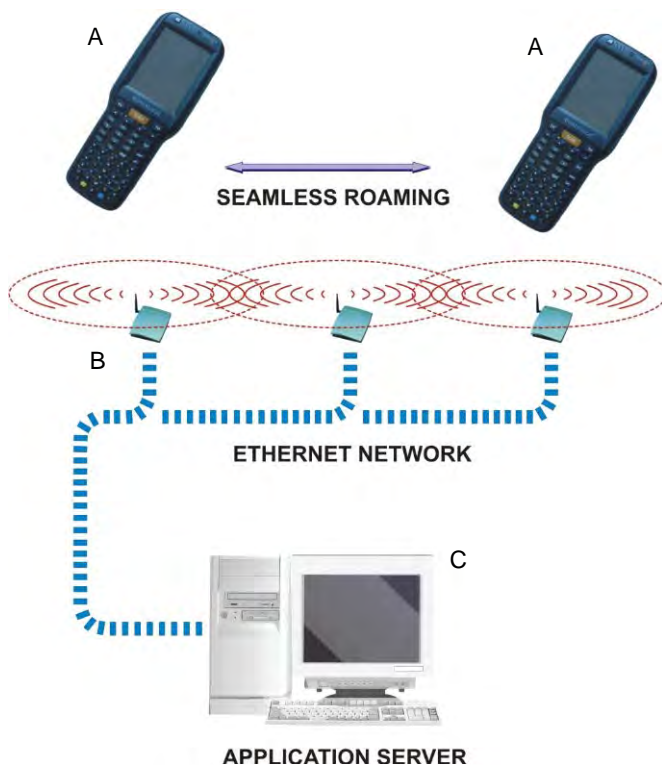 A
A
SEAMLESS ROAMING
B
ETHERNET NETWORK
C
APPLICATION SERVER